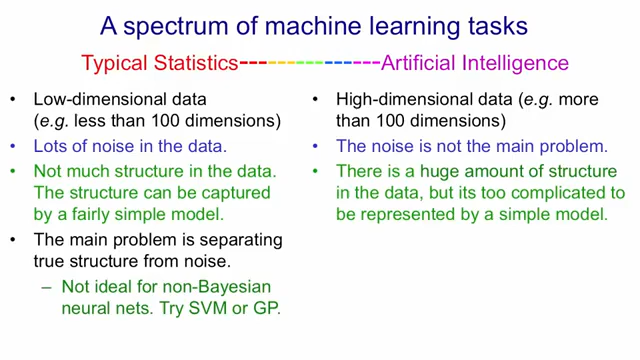 A spectrum of machine learning tasks
Typical Statistics------------Artificial Intelligence
• Low-dimensional data
(e.g. less than 100 dimensions)
• Lots of noise in the data.
• Not much structure in the data.
The structure can be captured
by a fairly simple model.
• The main problem is separating
true structure from noise.
– Not ideal for non-Bayesian
neural nets. Try SVM or GP.
• High-dimensional data (e.g. more
than 100 dimensions)
• The noise is not the main problem.
• There is a huge amount of structure
in the data, but its too complicated to
be represented by a simple model.